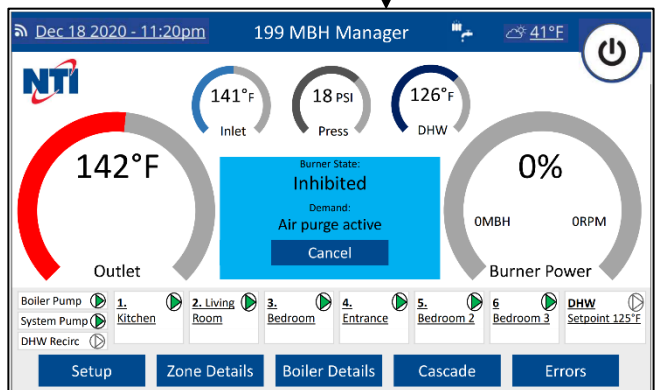 Dec 18 2020 - 11:20pm 199 MBH Manager 41°F
NTI
141°F
Inlet
18 PSI
Press
126°F
DHW
142°F
Outlet
Burner State:
Inhibited
Demand:
Air purge active
Cancel
0%
0MBH 0RPM
Burner Power
Boiler Pump
System Pump
DHW Recirc
1.
Kitchen
2. Living
Room
3.
Bedroom
4.
Entrance
5.
Bedroom 2
6
Bedroom 3
DHW
Setpoint 125°F
Setup Zone Details Boiler Details Cascade Errors